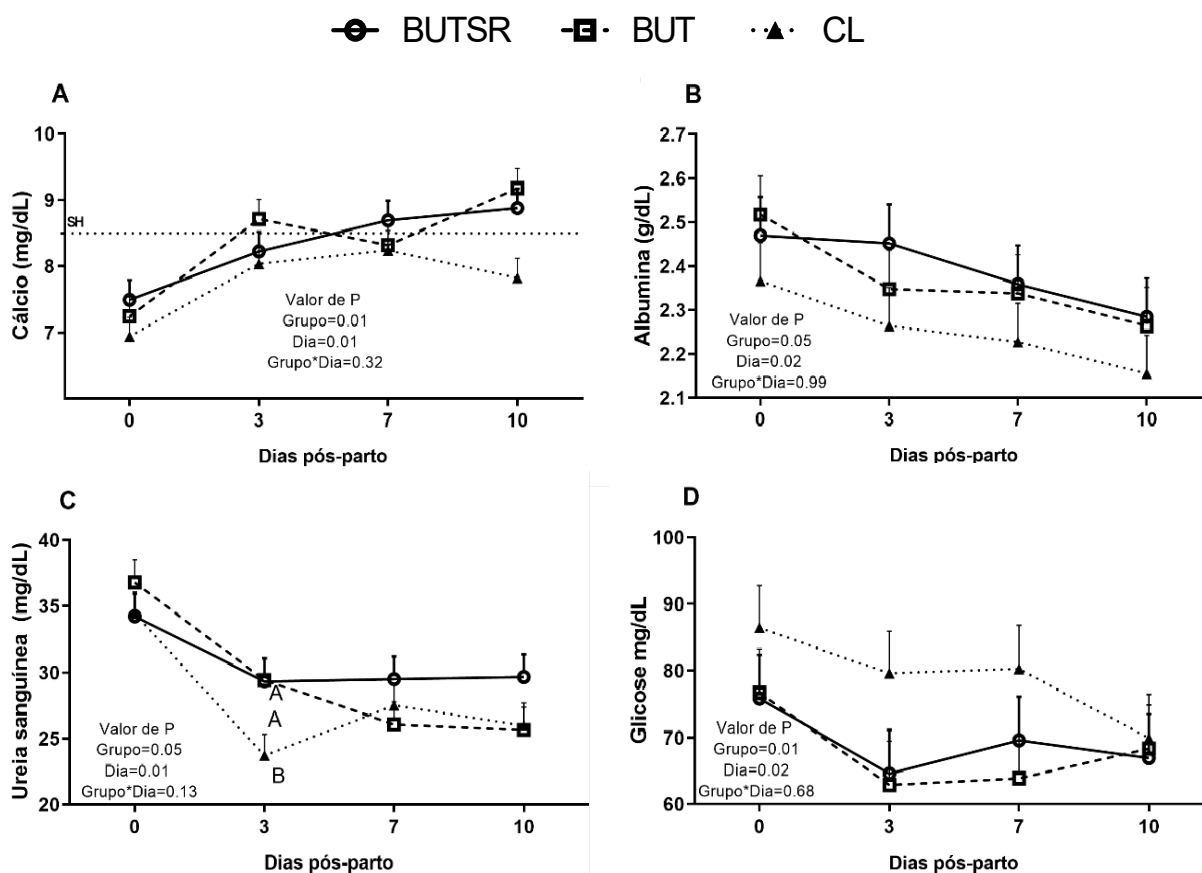 BUTSR BUT CL
A
Cálcio (mg/dL)
10
9
8
7
SH
Valor de P
Grupo=0.01
Dia=0.01
Grupo*Dia=0.32
0 3 7 10
Dias pós-parto
B
Albumina (g/dL)
2.7
2.6
2.5
2.4
2.3
2.2
2.1
Valor de P
Grupo=0.05
Dia=0.02
Grupo*Dia=0.99
0 3 7 10
Dias pós-parto
C
Ureia sanguínea (mg/dL)
40
35
30
25
20
A
A
B
Valor de P
Grupo=0.05
Dia=0.01
Grupo*Dia=0.13
0 3 7 10
Dias pós-parto
D
Glicose mg/dL
100
90
80
70
60
Valor de P
Grupo=0.01
Dia=0.02
Grupo*Dia=0.68
0 3 7 10
Dias pós-parto